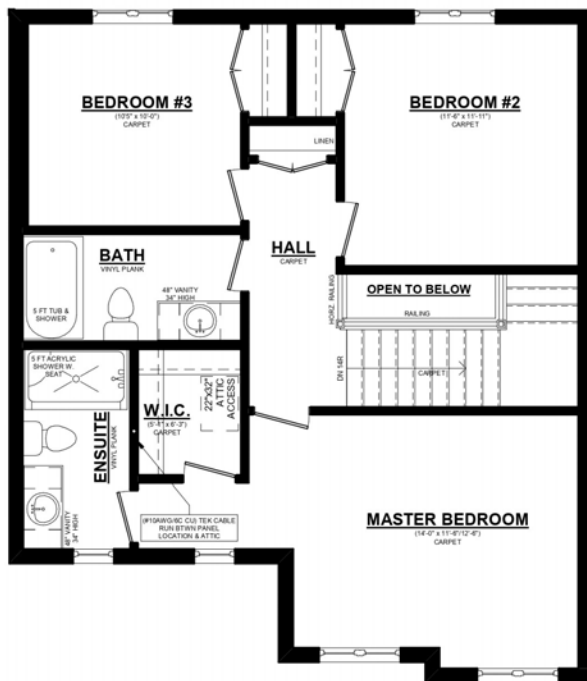 BEDROOM #3
(10'5" x 10'-0")
CARPET
BEDROOM #2
(11'-6" x 11'-11")
CARPET
LINEN
BATH
VINYL PLANK
HALL
CARPET
48" VANITY
34" HIGH
5 FT TUB &
SHOWER
HORZ. RAILING
OPEN TO BELOW
RAILING
DN 14R
CARPET
5 FT ACRYLIC
SHOWER W.
SEAT
W.I.C.
(5'-1" x 6'-3")
CARPET
22"x32"
ATTIC
ACCESS
ENSUITE
VINYL PLANK
48" VANITY
34" HIGH
(#10AWG/6C CU) TEK CABLE
RUN BTWN PANEL
LOCATION & ATTIC
MASTER BEDROOM
(14'-0" x 11'-6"/12'-6")
CARPET